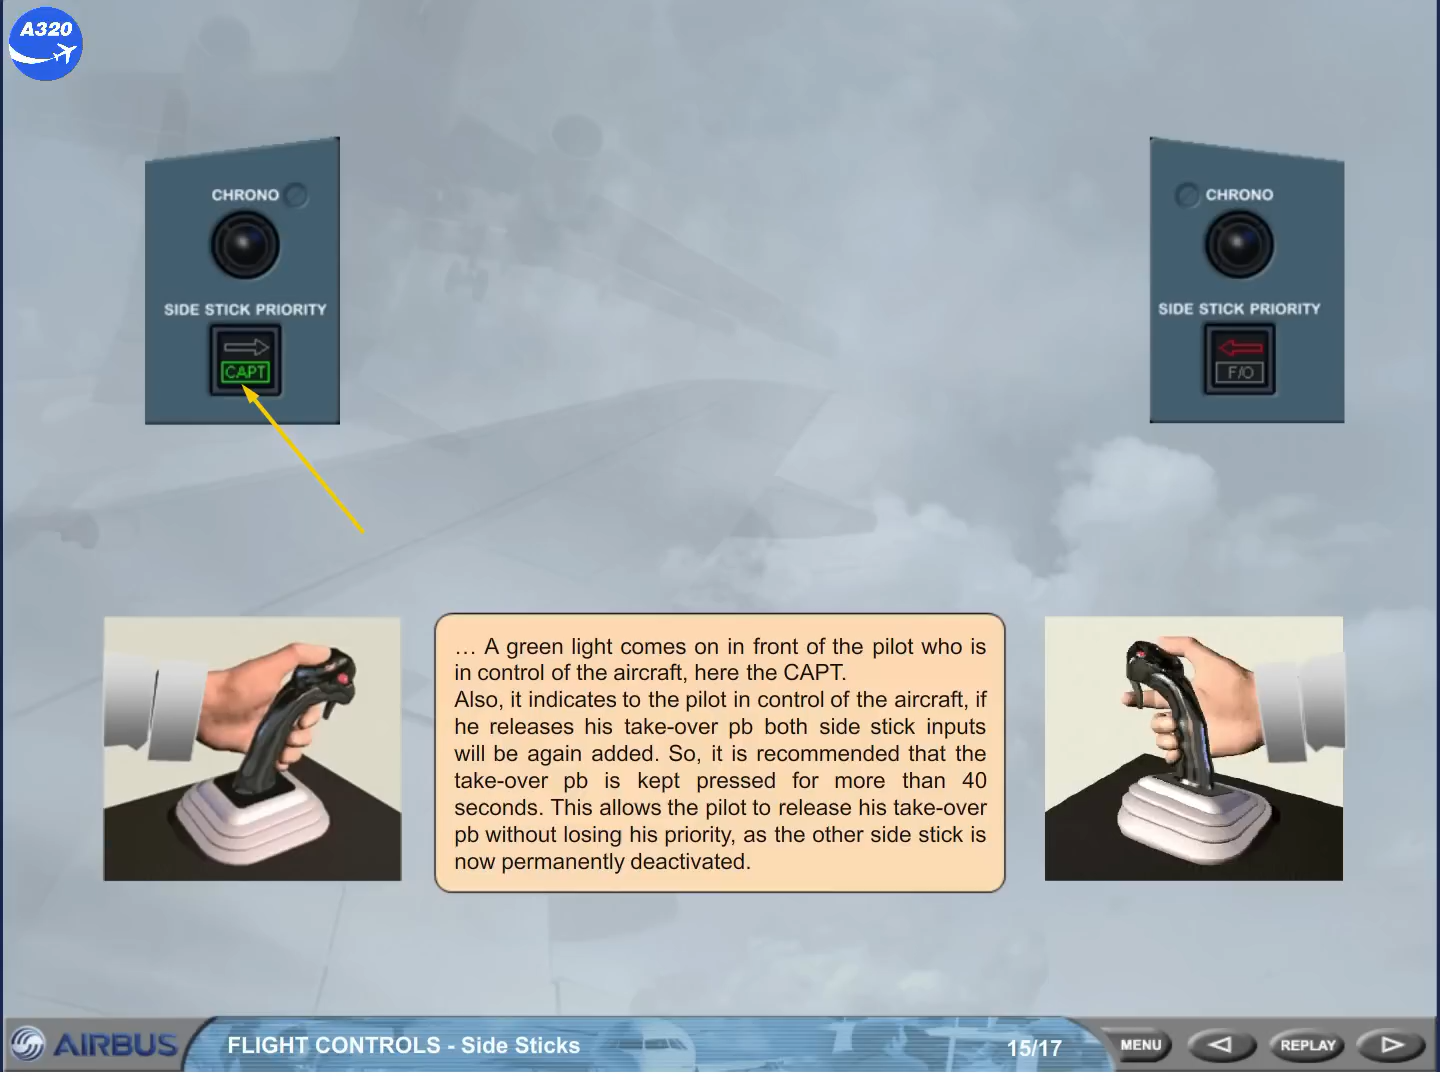 A320
CHRONO
SIDE STICK PRIORITY
CAPT
CHRONO
SIDE STICK PRIORITY
F/O
… A green light comes on in front of the pilot who is
in control of the aircraft, here the CAPT.
Also, it indicates to the pilot in control of the aircraft, if
he releases his take-over pb both side stick inputs
will be again added. So, it is recommended that the
take-over pb is kept pressed for more than 40
seconds. This allows the pilot to release his take-over
pb without losing his priority, as the other side stick is
now permanently deactivated.
AIRBUS
FLIGHT CONTROLS - Side Sticks
15/17
MENU
REPLAY